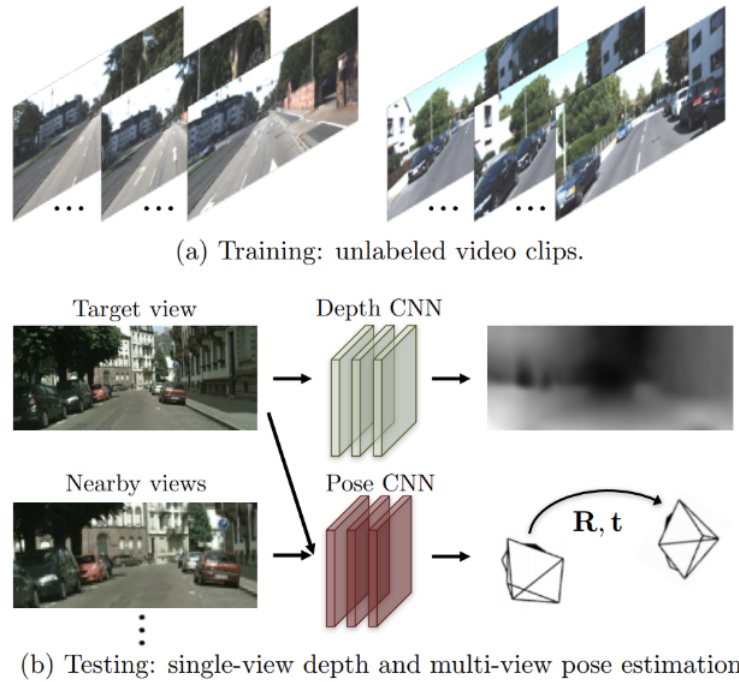 ... ... ... ...
(a) Training: unlabeled video clips.
Target view Depth CNN
Nearby views Pose CNN
R, t
(b) Testing: single-view depth and multi-view pose estimation